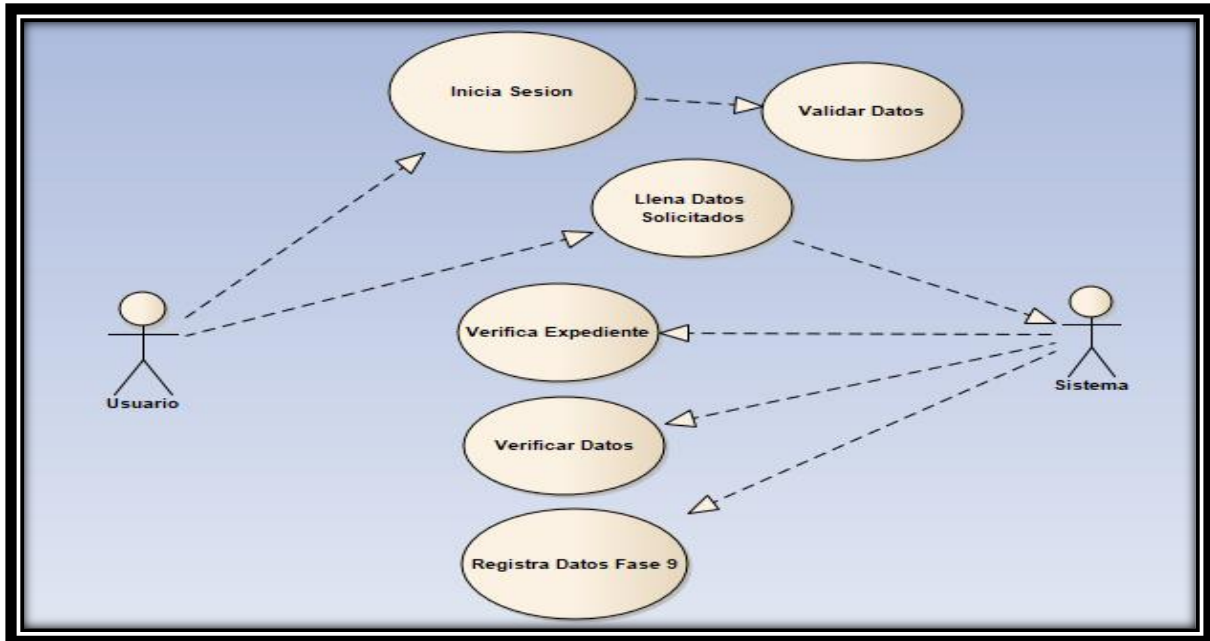 Inicia Sesion
Validar Datos
Llena Datos
Solicitados
Verifica Expediente
Usuario
Sistema
Verificar Datos
Registra Datos Fase 9